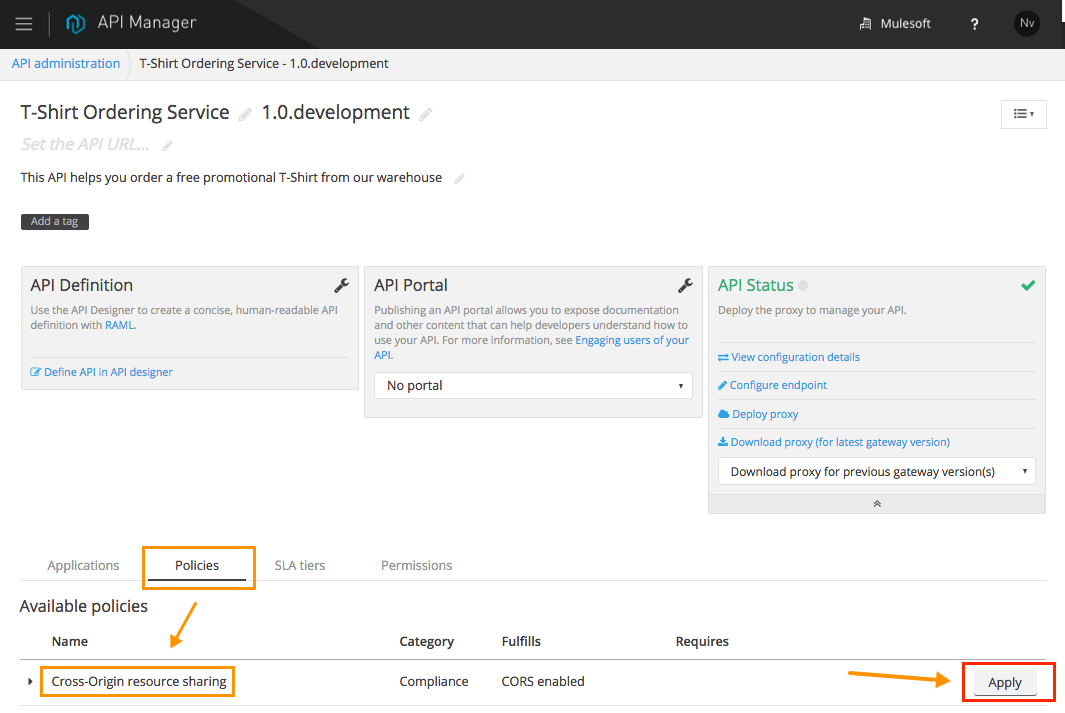 API Manager
Mulesoft
?
Nv
API administration
T-Shirt Ordering Service - 1.0.development
T-Shirt Ordering Service 1.0.development
Set the API URL...
This API helps you order a free promotional T-Shirt from our warehouse
Add a tag
API Definition
Use the API Designer to create a concise, human-readable API
definition with RAML.
Define API in API designer
API Portal
Publishing an API portal allows you to expose documentation
and other content that can help developers understand how to
use your API. For more information, see Engaging users of your
API.
No portal
API Status
Deploy the proxy to manage your API.
View configuration details
Configure endpoint
Deploy proxy
Download proxy (for latest gateway version)
Download proxy for previous gateway version(s)
Applications
Policies
SLA tiers
Permissions
Available policies
Name Category Fulfills Requires
Cross-Origin resource sharing Compliance CORS enabled Apply